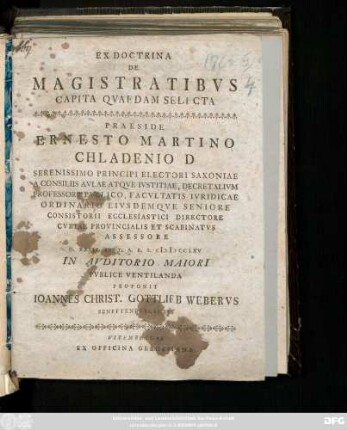 EX DOCTRINA
DE
MAGISTRATIBVS
CAPITA QVAEDAM SELECTA
PRAESIDE
ERNESTO MARTINO
CHLADENIO D
SERENISSIMO PRINCIPI ELECTORI SAXONIAE
A CONSILIIS AVLAE ATQVE IVSTITIAE, DECRETALIVM
PROFESSORE PVBLICO, FACVLTATIS IVRIDICAE
ORDINARIO EIVSDEMQVE SENIORE
CONSISTORII ECCLESIASTICI DIRECTORE
CVRIAE PROVINCIALIS ET SCABINATVS
ASSESSORE
IN AVDITORIO MAIORI
PVBLICE VENTILANDA
PROPONIT
IOANNES CHRIST. GOTTLIEB WEBERVS
VITEMBERGAE
EX OFFICINA GERDESIANA
DFG